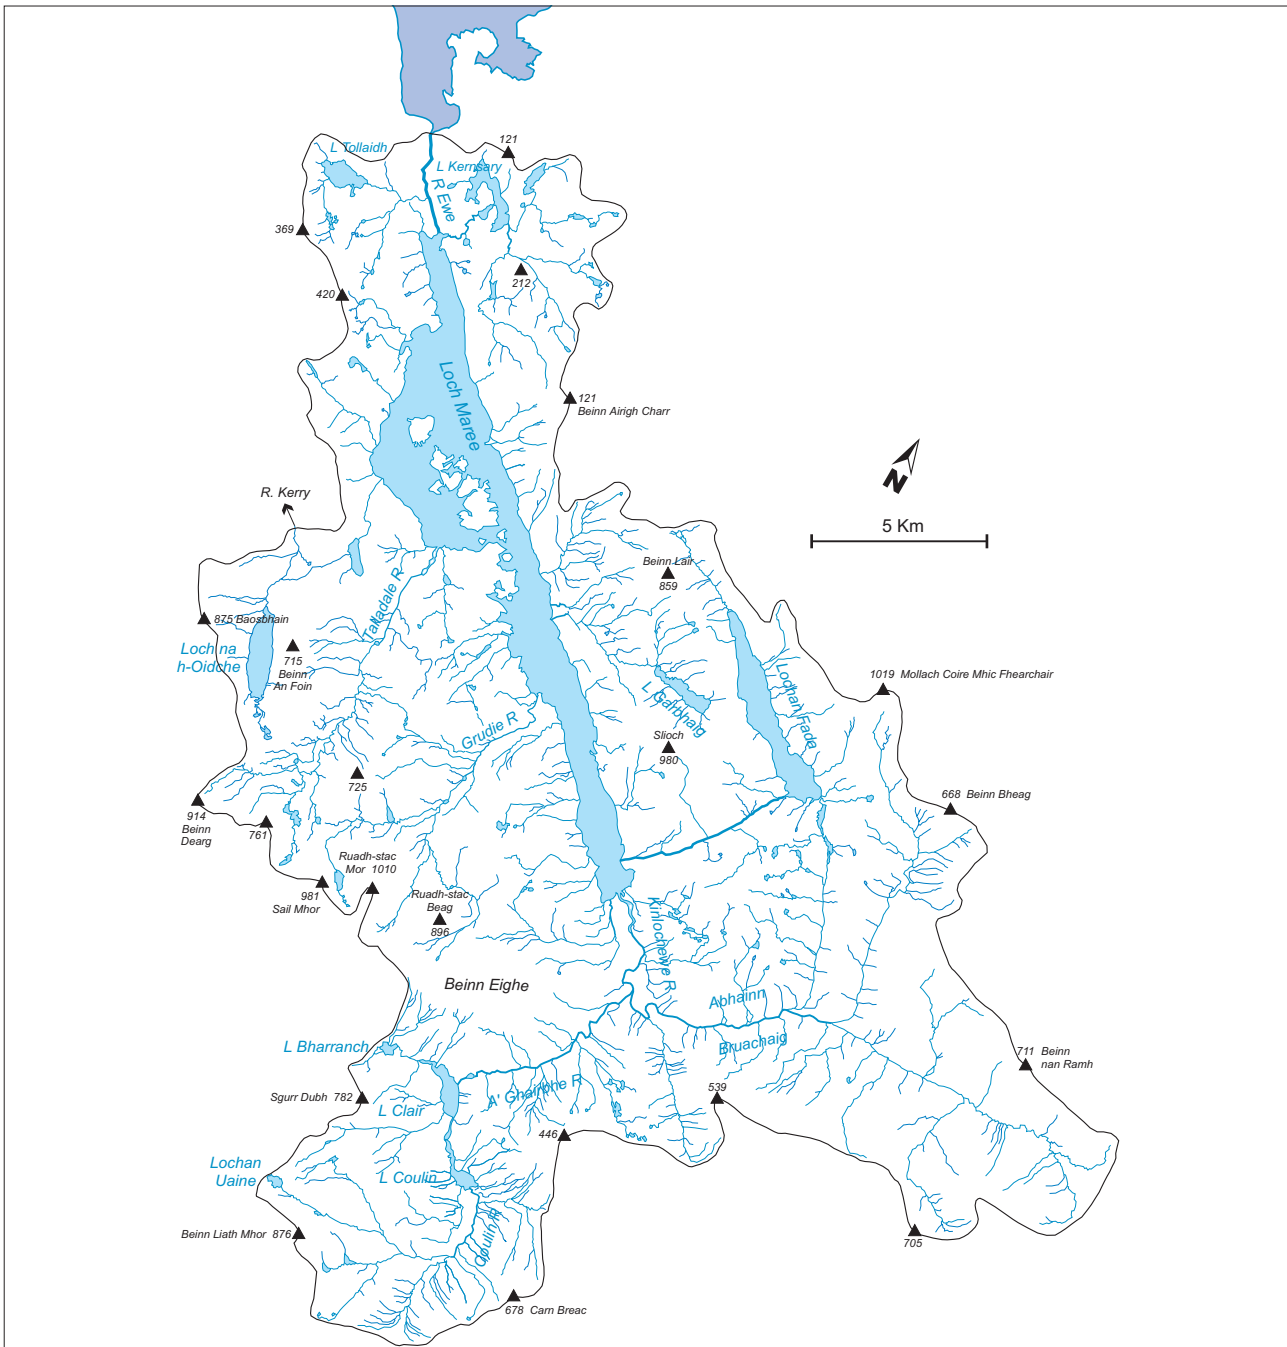 121
L Tollaidh
L Kernsary
R Ewe
369
212
420
Loch Maree
121
Beinn Airigh Charr
N
R. Kerry
5 Km
Beinn Lair
859
Talladale R
875 Baosbhain
Loch na
h-Oidche
715
Beinn
An Foin
1019 Mollach Coire Mhic Fhearchair
Lochan Fada
L Garbhaig
Grudie R
Slioch
980
725
914
Beinn
Dearg
761
668 Beinn Bheag
Ruadh-stac
Mor 1010
981
Sail Mhor
Ruadh-stac
Beag
896
Kinlochewe R
Beinn Eighe
Abhainn
Bruachaig
L Bharranch
711 Beinn
nan Ramh
Sgurr Dubh 782
L Clair
A' Ghairbhe R
539
446
Lochan
Uaine
L Coulin
Coulin R
Beinn Liath Mhor 876
705
678 Carn Breac